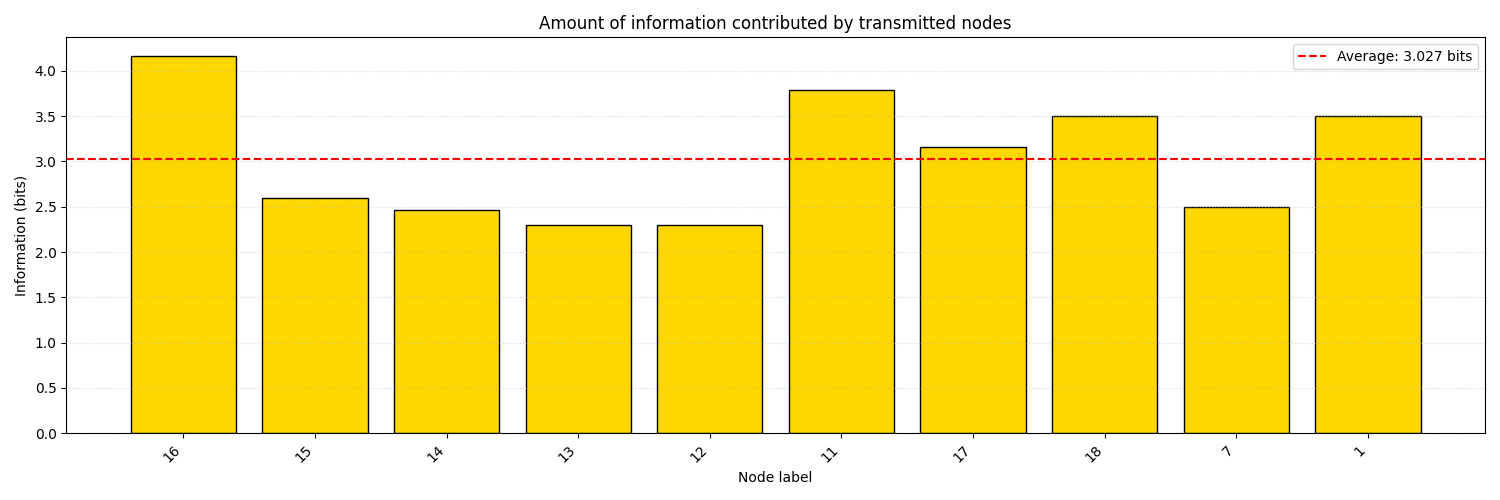 Amount of information contributed by transmitted nodes
Average: 3.027 bits
Information (bits)
4.0
3.5
3.0
2.5
2.0
1.5
1.0
0.5
0.0
16 15 14 13 12 11 17 18 7 1
Node label